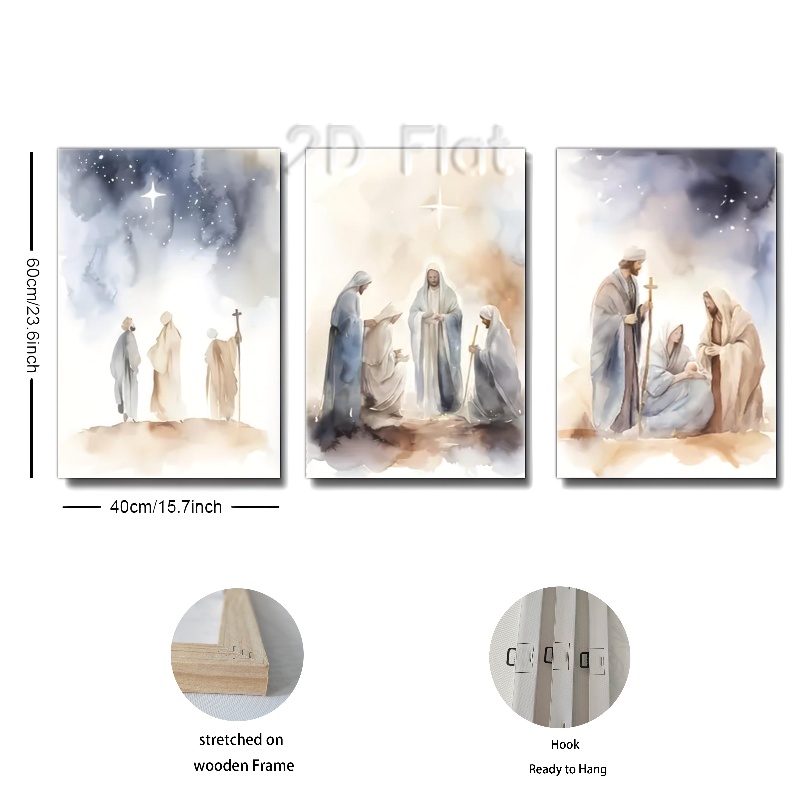 2D Flat
60cm/23.6inch
40cm/15.7inch
stretched on
wooden Frame
Hook
Ready to Hang